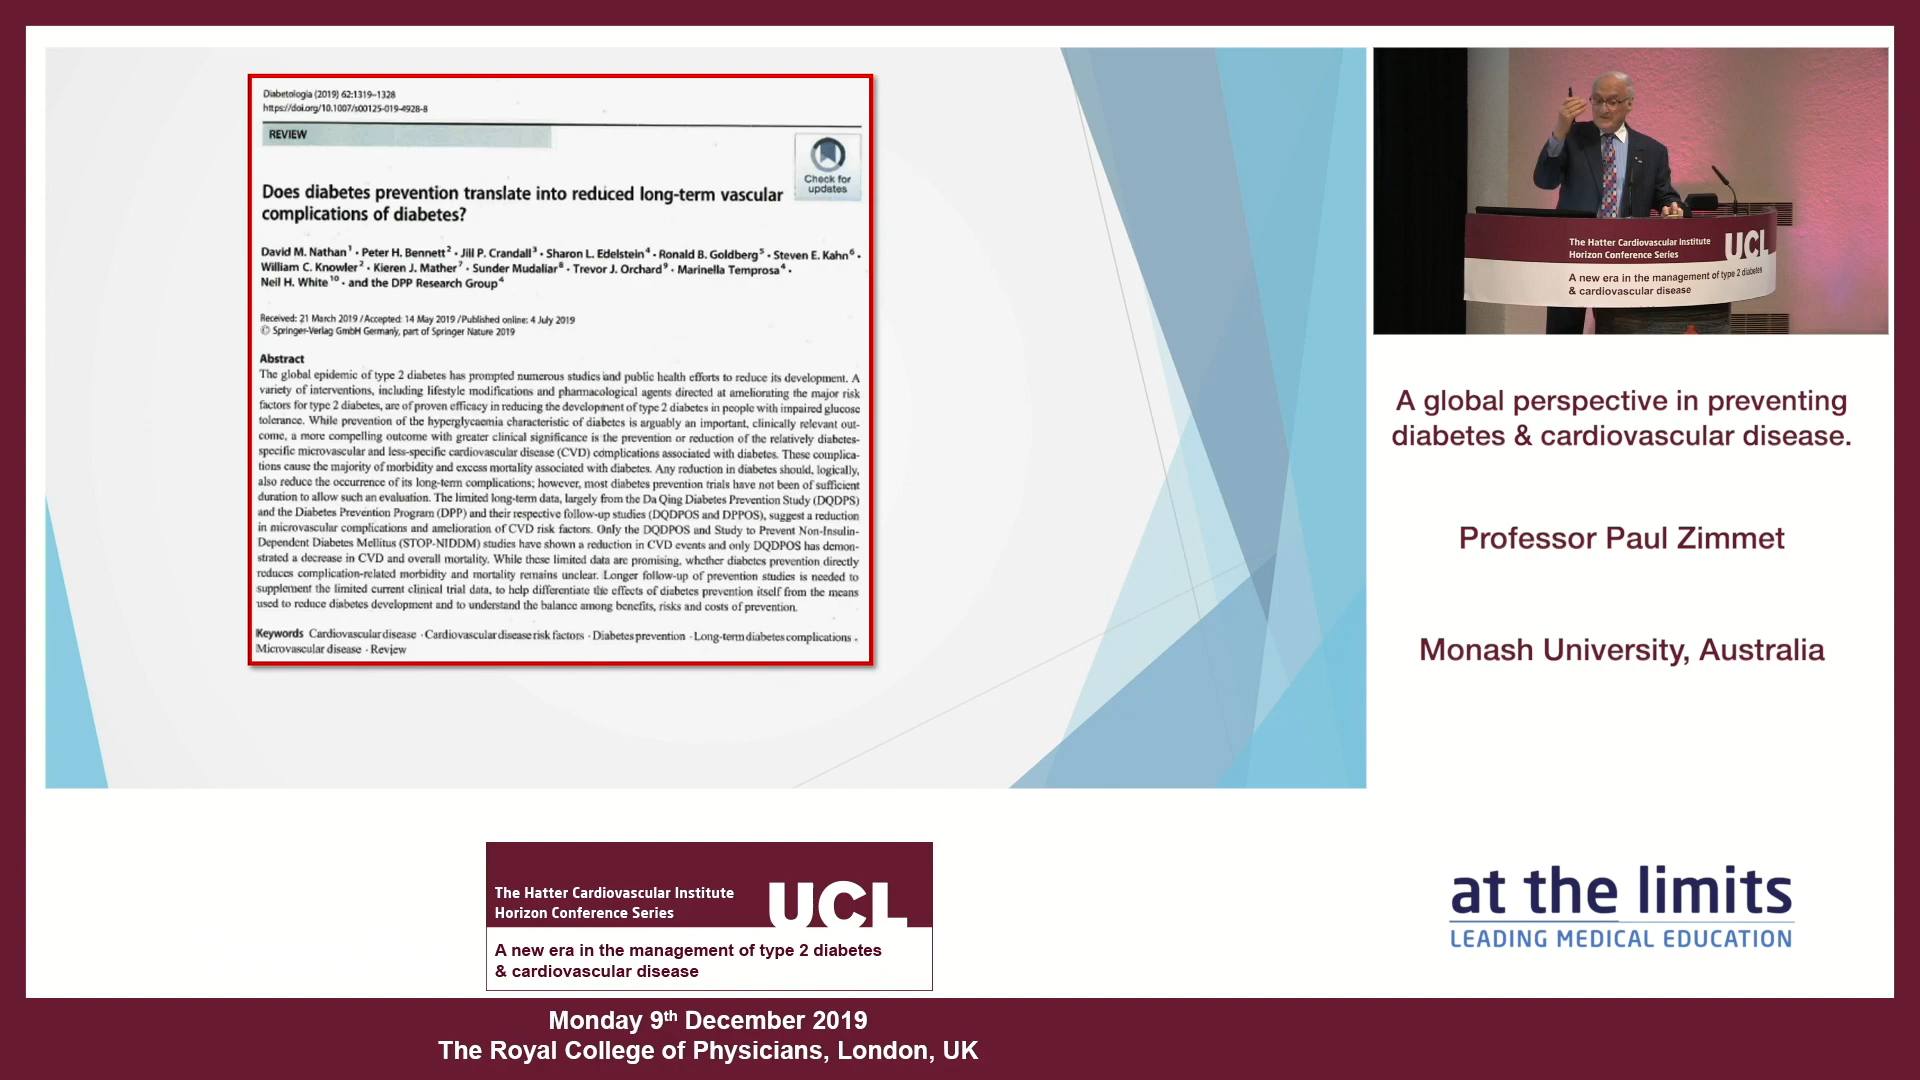 Diabetologia (2019) 62:1319–1328
https://doi.org/10.1007/s00125-019-4928-8
REVIEW
Check for
updates
Does diabetes prevention translate into reduced long-term vascular
complications of diabetes?
David M. Nathan1 · Peter H. Bennett2 · Jill P. Crandall3 · Sharon L. Edelstein4 · Ronald B. Goldberg5 · Steven E. Kahn6 ·
William C. Knowler2 · Kieren J. Mather7 · Sunder Mudaliar8 · Trevor J. Orchard9 · Marinella Temprosa4 ·
Neil H. White10 · and the DPP Research Group4
Received: 21 March 2019 / Accepted: 14 May 2019 / Published online: 4 July 2019
© Springer-Verlag GmbH Germany, part of Springer Nature 2019
Abstract
The global epidemic of type 2 diabetes has prompted numerous studies and public health efforts to reduce its development. A
variety of interventions, including lifestyle modifications and pharmacological agents directed at ameliorating the major risk
factors for type 2 diabetes, are of proven efficacy in reducing the development of type 2 diabetes in people with impaired glucose
tolerance. While prevention of the hyperglycaemia characteristic of diabetes is arguably an important, clinically relevant out-
come, a more compelling outcome with greater clinical significance is the prevention or reduction of the relatively diabetes-
specific microvascular and less-specific cardiovascular disease (CVD) complications associated with diabetes. These complica-
tions cause the majority of morbidity and excess mortality associated with diabetes. Any reduction in diabetes should, logically,
also reduce the occurrence of its long-term complications; however, most diabetes prevention trials have not been of sufficient
duration to allow such an evaluation. The limited long-term data, largely from the Da Qing Diabetes Prevention Study (DQDPS)
and the Diabetes Prevention Program (DPP) and their respective follow-up studies (DQDPOS and DPPOS), suggest a reduction
in microvascular complications and amelioration of CVD risk factors. Only the DQDPOS and Study to Prevent Non-Insulin-
Dependent Diabetes Mellitus (STOP-NIDDM) studies have shown a reduction in CVD events and only DQDPOS has demon-
strated a decrease in CVD and overall mortality. While these limited data are promising, whether diabetes prevention directly
reduces complication-related morbidity and mortality remains unclear. Longer follow-up of prevention studies is needed to
supplement the limited current clinical trial data, to help differentiate the effects of diabetes prevention itself from the means
used to reduce diabetes development and to understand the balance among benefits, risks and costs of prevention.
Keywords Cardiovascular disease · Cardiovascular disease risk factors · Diabetes prevention · Long-term diabetes complications ·
Microvascular disease · Review
The Hatter Cardiovascular Institute
Horizon Conference Series
UCL
A new era in the management of type 2 diabetes
& cardiovascular disease
A global perspective in preventing
diabetes & cardiovascular disease.
Professor Paul Zimmet
Monash University, Australia
The Hatter Cardiovascular Institute
Horizon Conference Series
UCL
A new era in the management of type 2 diabetes
& cardiovascular disease
at the limits
LEADING MEDICAL EDUCATION
Monday 9th December 2019
The Royal College of Physicians, London, UK